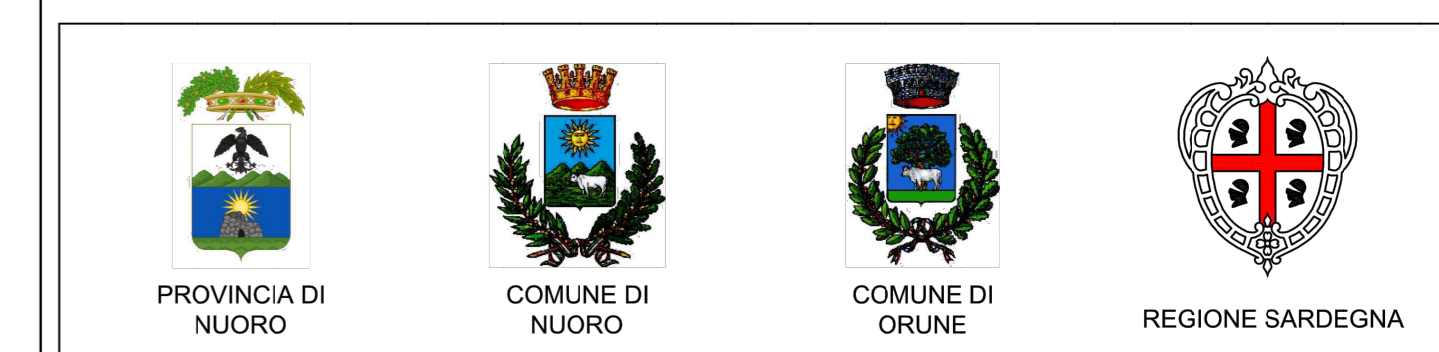 PROVINCIA DI
NUORO
COMUNE DI
NUORO
COMUNE DI
ORUNE
REGIONE SARDEGNA